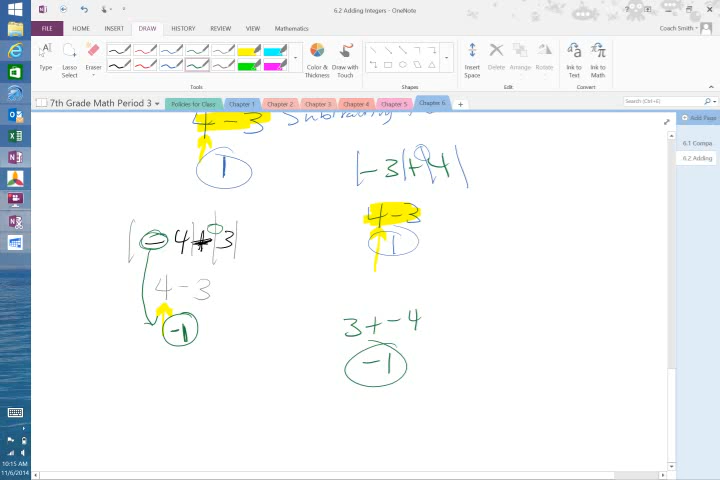 6.2 Adding Integers - OneNote
FILE HOME INSERT DRAW HISTORY REVIEW VIEW Mathematics
Coach Smith
Type Lasso Select Eraser Color & Thickness Draw with Touch Insert Space Delete Arrange Rotate Ink to Text Ink to Math
Tools Shapes Edit Convert
7th Grade Math Period 3 Policies for Class Chapter 1 Chapter 2 Chapter 3 Chapter 4 Chapter 5 Chapter 6 + Search (Ctrl+E)
Add Page
6.1 Compa
6.2 Adding
4 - 3
1
|-3|+|4|
4-3
1
|-4|+|3|
4-3
-1
3+-4
-1
10:15 AM
11/6/2014